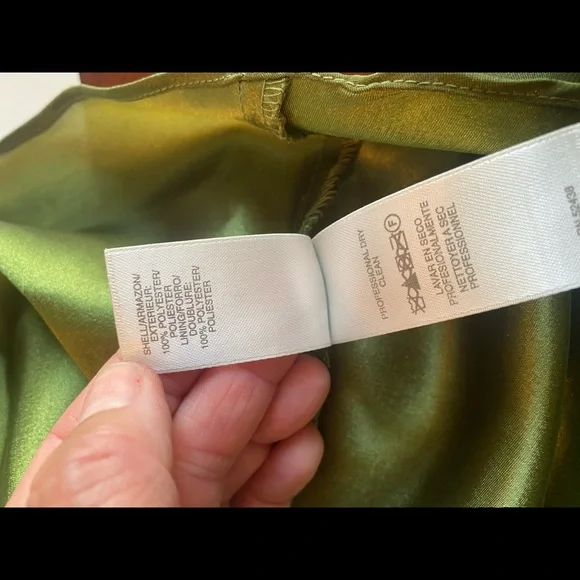 SHELL/ARMAZON/
EXTERIEUR:
100% POLYESTER/
POLIESTER
LINING/FORRO/
DOUBLURE:
100% POLYESTER/
POLIESTER
PROFESSIONAL DRY
CLEAN
F
LAVAR EN SECO
PROFESIONALMENTE
NETTOYER A SEC
PROFESSIONNEL